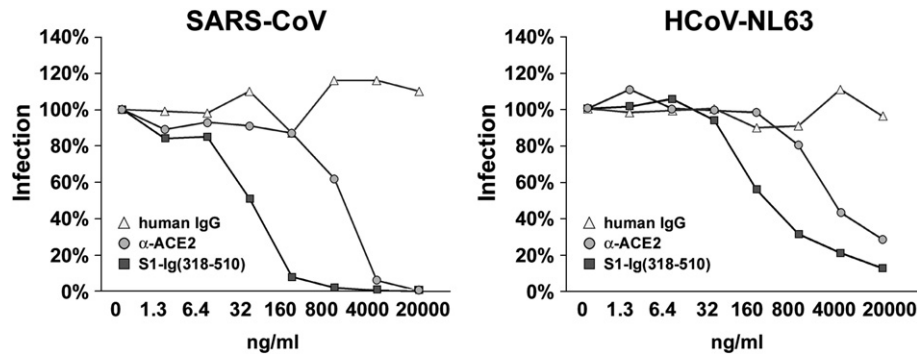 SARS-CoV
140%
120%
100%
80%
60%
40%
20%
0%
Infection
human IgG
α-ACE2
S1-Ig(318-510)
0 1.3 6.4 32 160 800 4000 20000
ng/ml
HCoV-NL63
140%
120%
100%
80%
60%
40%
20%
0%
Infection
human IgG
α-ACE2
S1-Ig(318-510)
0 1.3 6.4 32 160 800 4000 20000
ng/ml